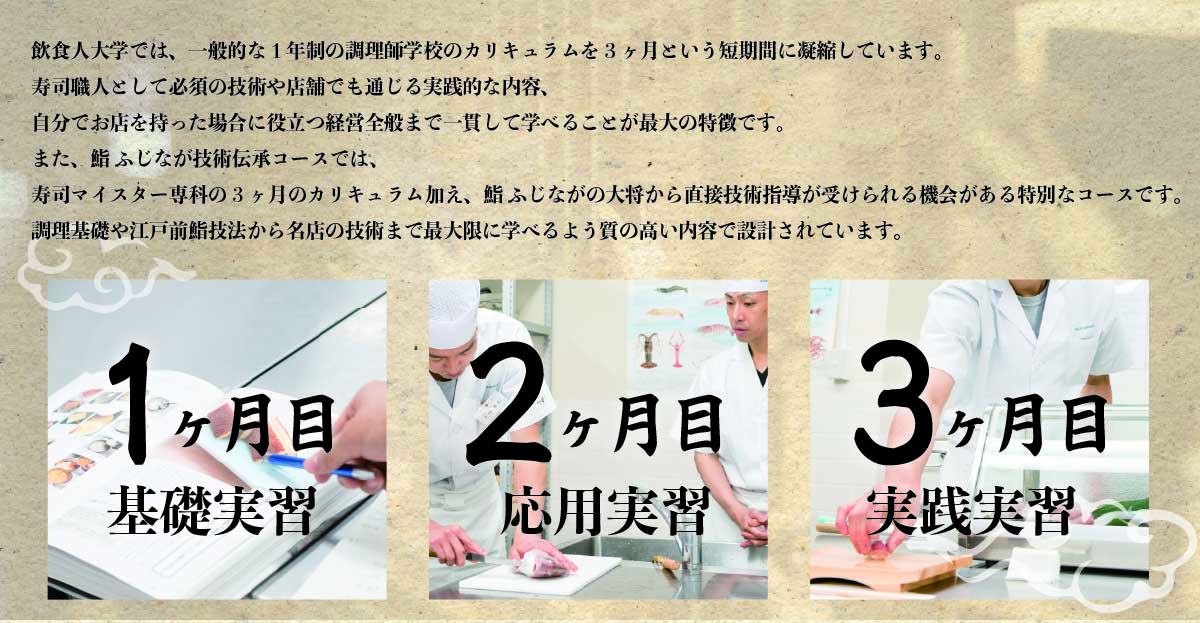 飲食人大学では、一般的な1年制の調理師学校のカリキュラムを3ヶ月という短期間に凝縮しています。
寿司職人として必須の技術や店舗でも通じる実践的な内容、
自分でお店を持った場合に役立つ経営全般まで一貫して学べることが最大の特徴です。
また、鮨 ふじなが技術伝承コースでは、
寿司マイスター専科の3ヶ月のカリキュラム加え、鮨 ふじながの大将から直接技術指導が受けられる機会がある特別なコースです。
調理基礎や江戸前鮨技法から名店の技術まで最大限に学べるよう質の高い内容で設計されています。
1ヶ月目
基礎実習
2ヶ月目
応用実習
3ヶ月目
実践実習